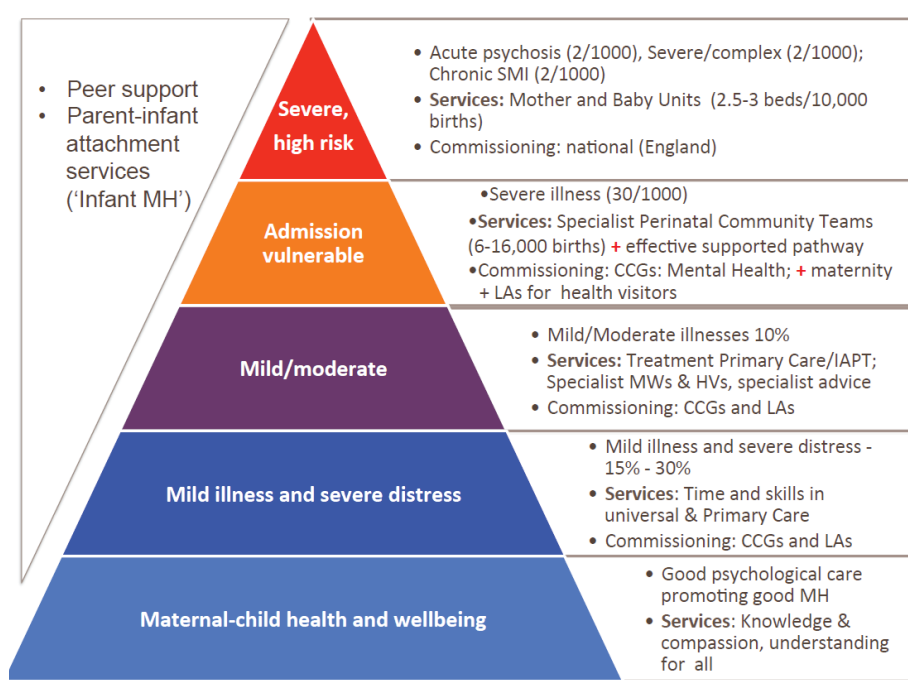 • Peer support
• Parent-infant
attachment
services
(‘Infant MH’)
Severe,
high risk
• Acute psychosis (2/1000), Severe/complex (2/1000);
Chronic SMI (2/1000)
• Services: Mother and Baby Units (2.5-3 beds/10,000
births)
• Commissioning: national (England)
Admission
vulnerable
•Severe illness (30/1000)
•Services: Specialist Perinatal Community Teams
(6-16,000 births) + effective supported pathway
•Commissioning: CCGs: Mental Health; + maternity
+ LAs for health visitors
Mild/moderate
• Mild/Moderate illnesses 10%
• Services: Treatment Primary Care/IAPT;
Specialist MWs & HVs, specialist advice
• Commissioning: CCGs and LAs
Mild illness and severe distress
• Mild illness and severe distress -
15% - 30%
• Services: Time and skills in
universal & Primary Care
• Commissioning: CCGs and LAs
Maternal-child health and wellbeing
• Good psychological care
promoting good MH
• Services: Knowledge &
compassion, understanding
for all